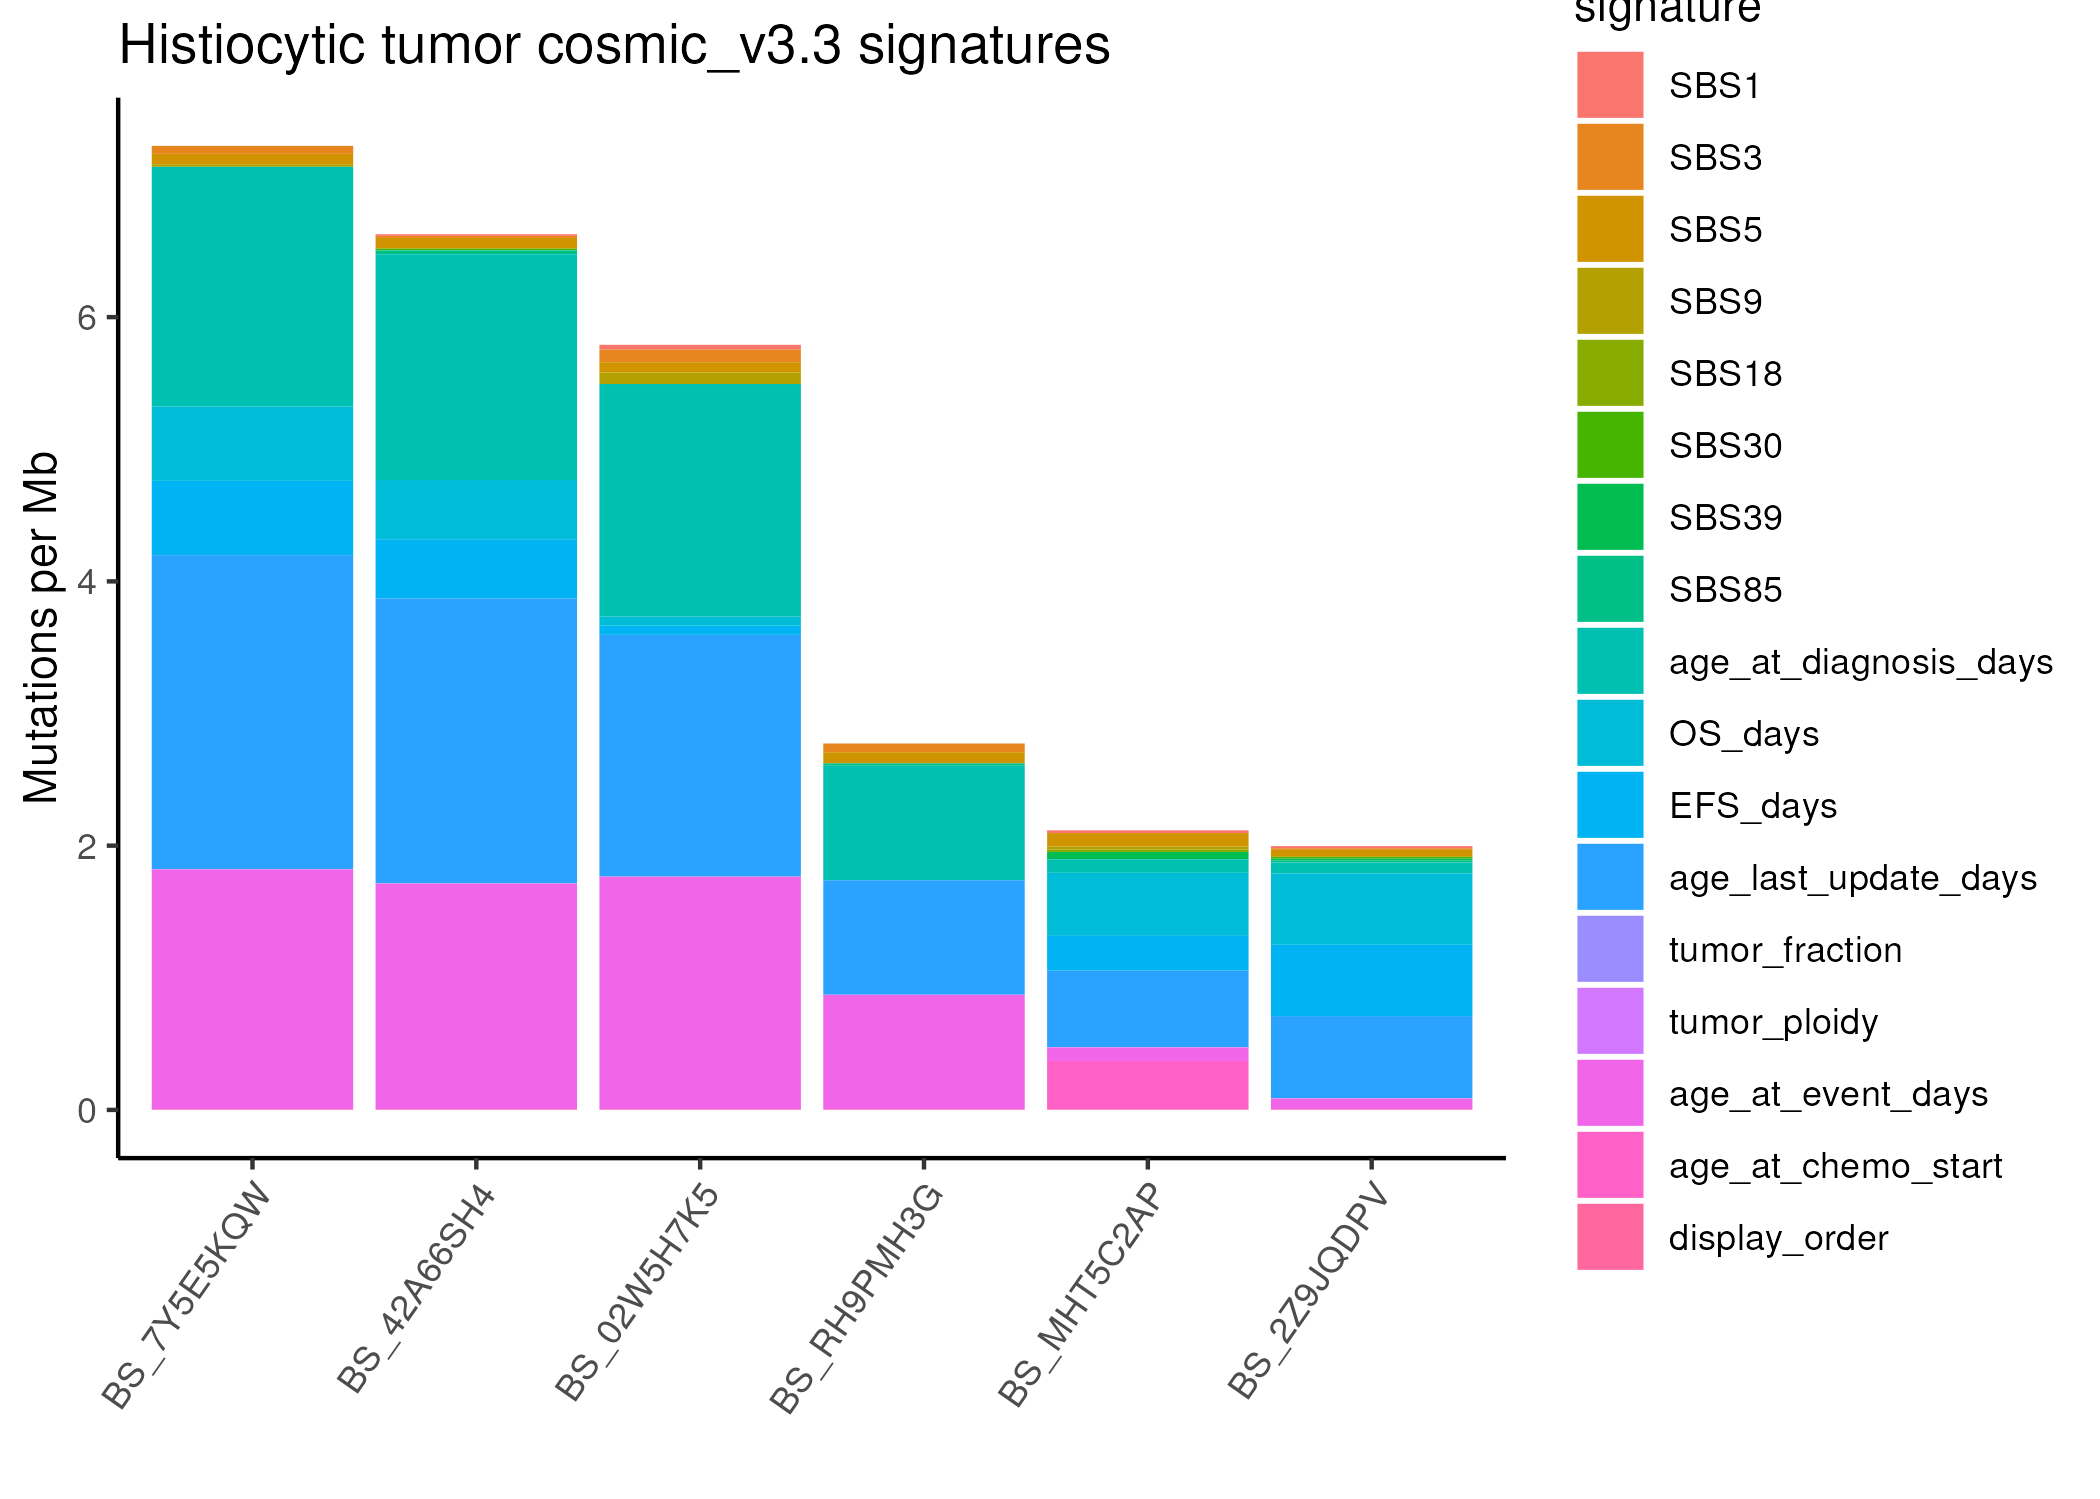 Histiocytic tumor cosmic_v3.3 signatures
Mutations per Mb
6
4
2
0
BS_7Y5E5KQW
BS_42A66SH4
BS_02W5H7K5
BS_RH9PMH3G
BS_MHT5C2AP
BS_2Z9JQDPV
signature
SBS1
SBS3
SBS5
SBS9
SBS18
SBS30
SBS39
SBS85
age_at_diagnosis_days
OS_days
EFS_days
age_last_update_days
tumor_fraction
tumor_ploidy
age_at_event_days
age_at_chemo_start
display_order